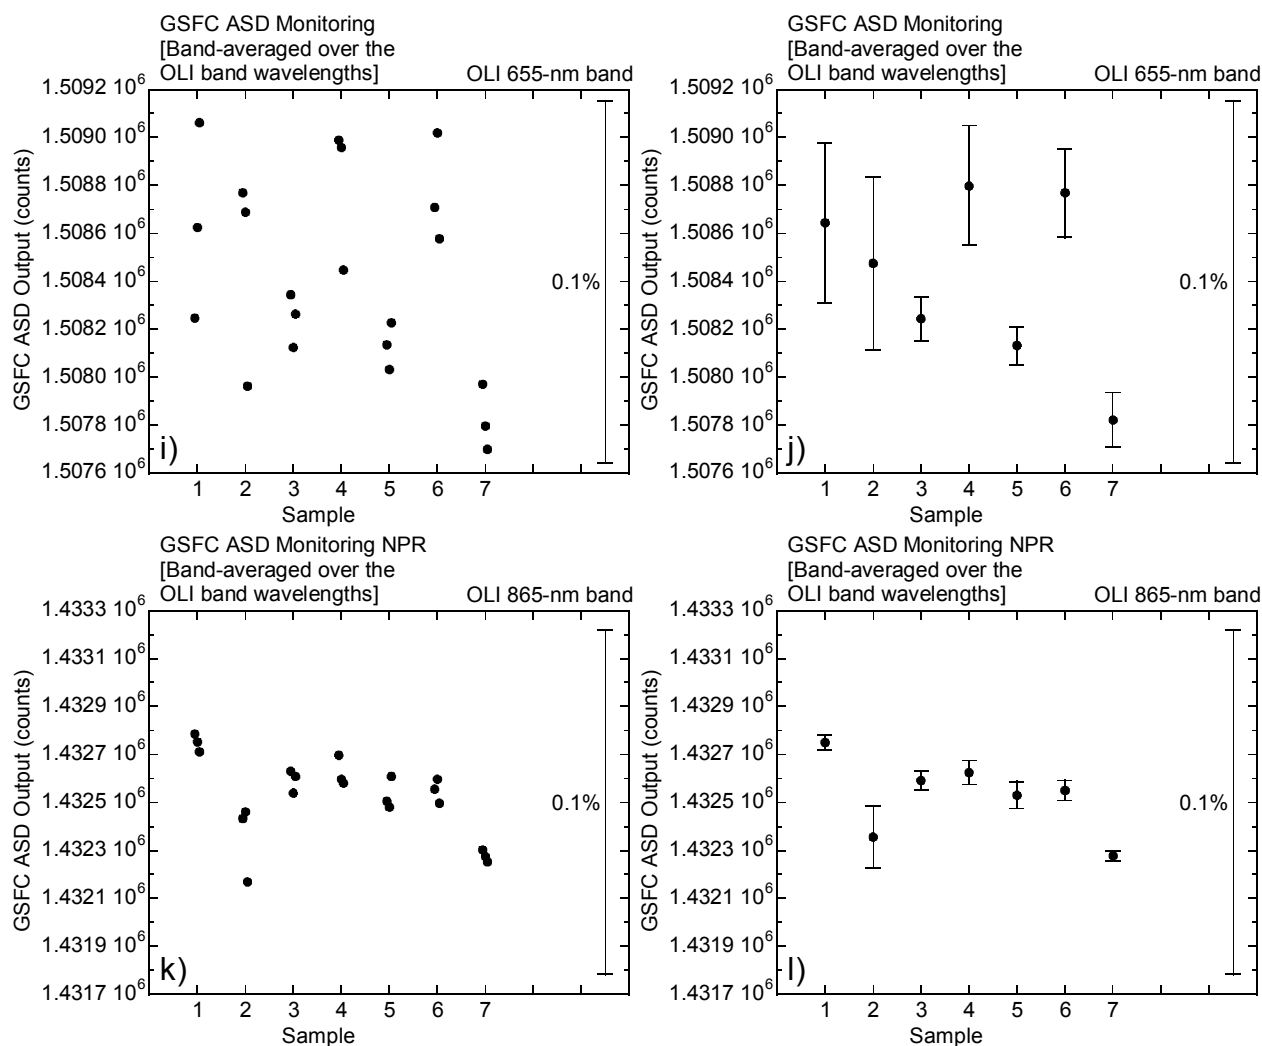 GSFC ASD Monitoring
[Band-averaged over the
OLI band wavelengths] OLI 655-nm band
1.5092 10^6
1.5090 10^6
1.5088 10^6
1.5086 10^6
1.5084 10^6
1.5082 10^6
1.5080 10^6
1.5078 10^6
1.5076 10^6
GSFC ASD Output (counts)
0.1%
i)
1 2 3 4 5 6 7
Sample
GSFC ASD Monitoring
[Band-averaged over the
OLI band wavelengths] OLI 655-nm band
1.5092 10^6
1.5090 10^6
1.5088 10^6
1.5086 10^6
1.5084 10^6
1.5082 10^6
1.5080 10^6
1.5078 10^6
1.5076 10^6
GSFC ASD Output (counts)
0.1%
j)
1 2 3 4 5 6 7
Sample
GSFC ASD Monitoring NPR
[Band-averaged over the
OLI band wavelengths] OLI 865-nm band
1.4333 10^6
1.4331 10^6
1.4329 10^6
1.4327 10^6
1.4325 10^6
1.4323 10^6
1.4321 10^6
1.4319 10^6
1.4317 10^6
GSFC ASD Output (counts)
0.1%
k)
1 2 3 4 5 6 7
Sample
GSFC ASD Monitoring NPR
[Band-averaged over the
OLI band wavelengths] OLI 865-nm band
1.4333 10^6
1.4331 10^6
1.4329 10^6
1.4327 10^6
1.4325 10^6
1.4323 10^6
1.4321 10^6
1.4319 10^6
1.4317 10^6
GSFC ASD Output (counts)
0.1%
l)
1 2 3 4 5 6 7
Sample